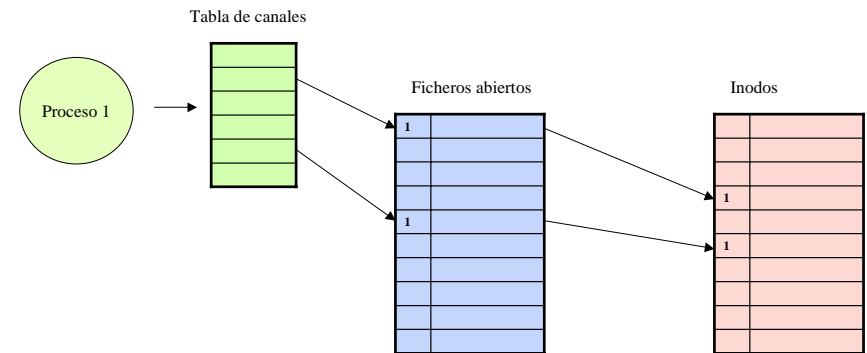 Tabla de canales
Ficheros abiertos
Inodos
Proceso 1
1
1
1
1